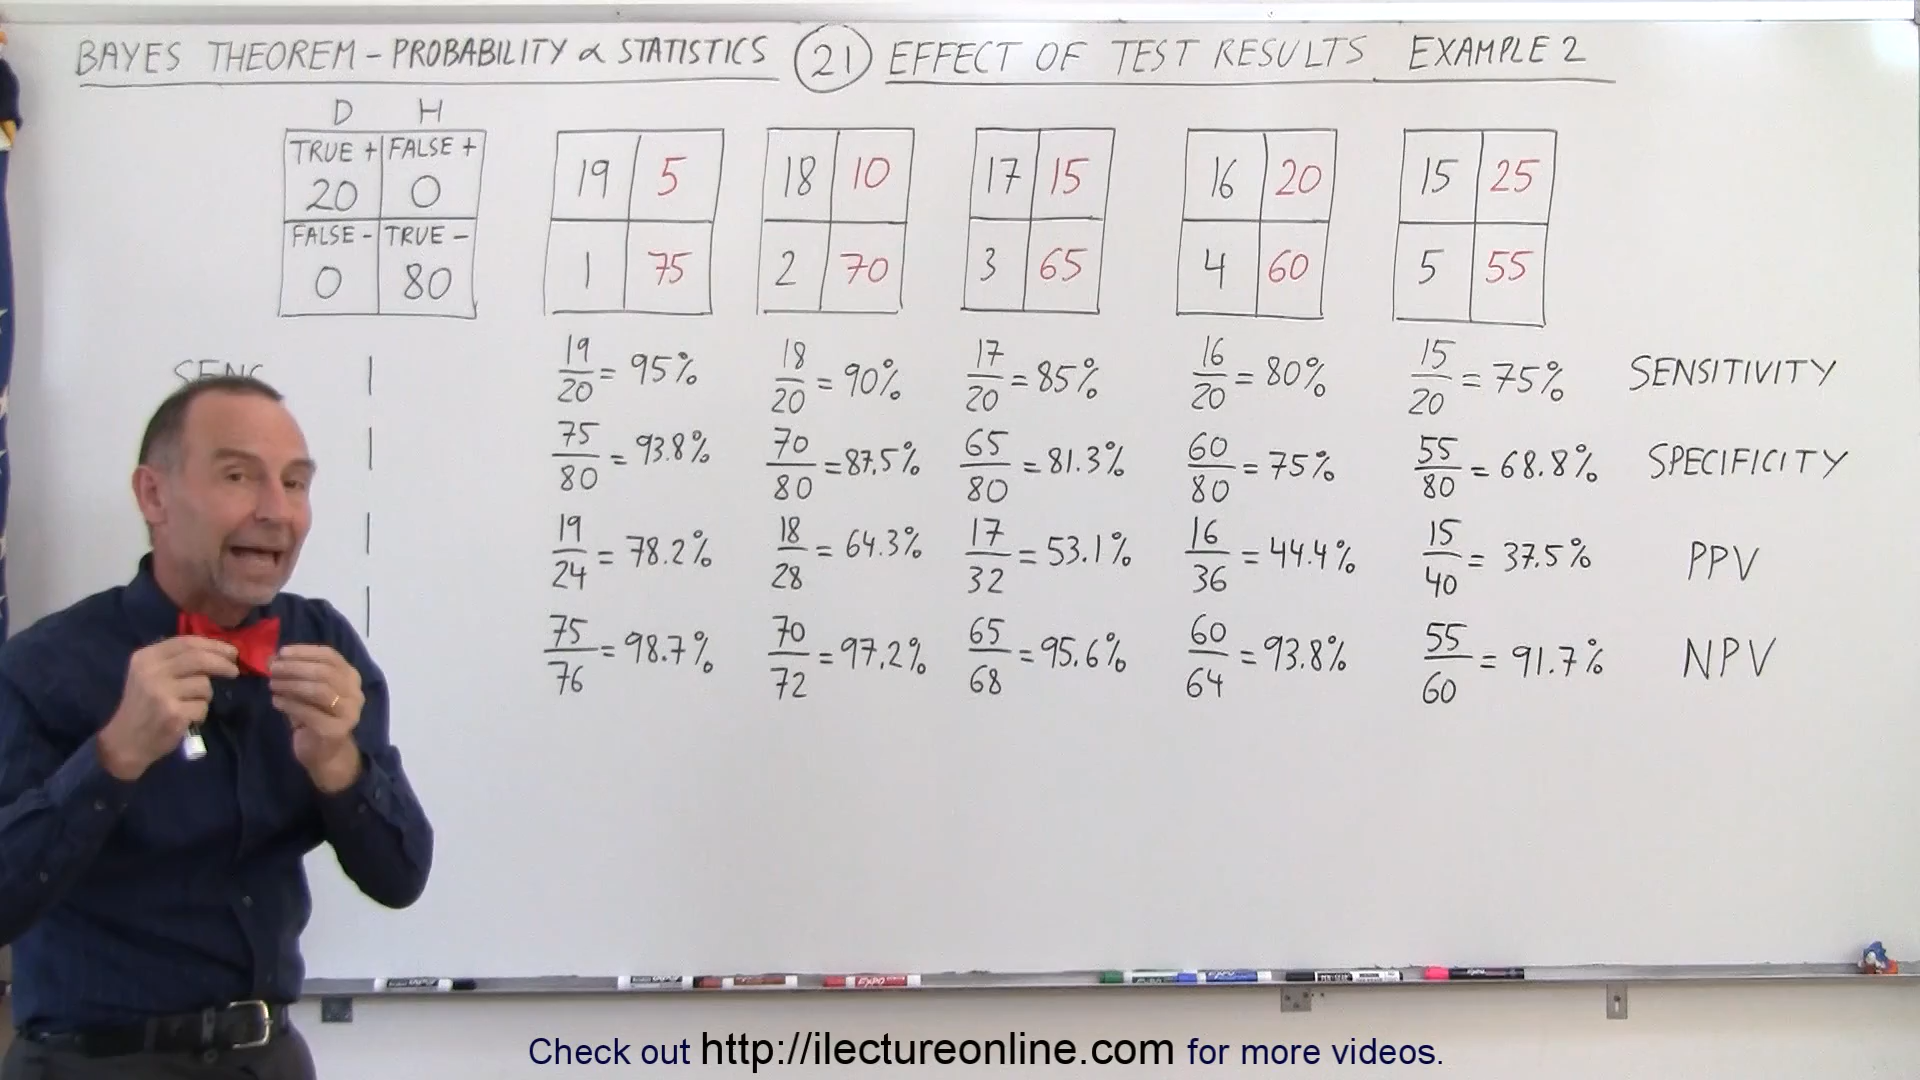 BAYES THEOREM – PROBABILITY & STATISTICS (21) EFFECT OF TEST RESULTS EXAMPLE 2
D H
TRUE + FALSE +
20 0 19 5 18 10 17 15 16 20 15 25
FALSE - TRUE -
0 80 1 75 2 70 3 65 4 60 5 55
SENS 1 19/20 = 95% 18/20 = 90% 17/20 = 85% 16/20 = 80% 15/20 = 75% SENSITIVITY
1 75/80 = 93.8% 70/80 = 87.5% 65/80 = 81.3% 60/80 = 75% 55/80 = 68.8% SPECIFICITY
1 19/24 = 78.2% 18/28 = 64.3% 17/32 = 53.1% 16/36 = 44.4% 15/40 = 37.5% PPV
1 75/76 = 98.7% 70/72 = 97.2% 65/68 = 95.6% 60/64 = 93.8% 55/60 = 91.7% NPV
Check out http://ilectureonline.com for more videos.